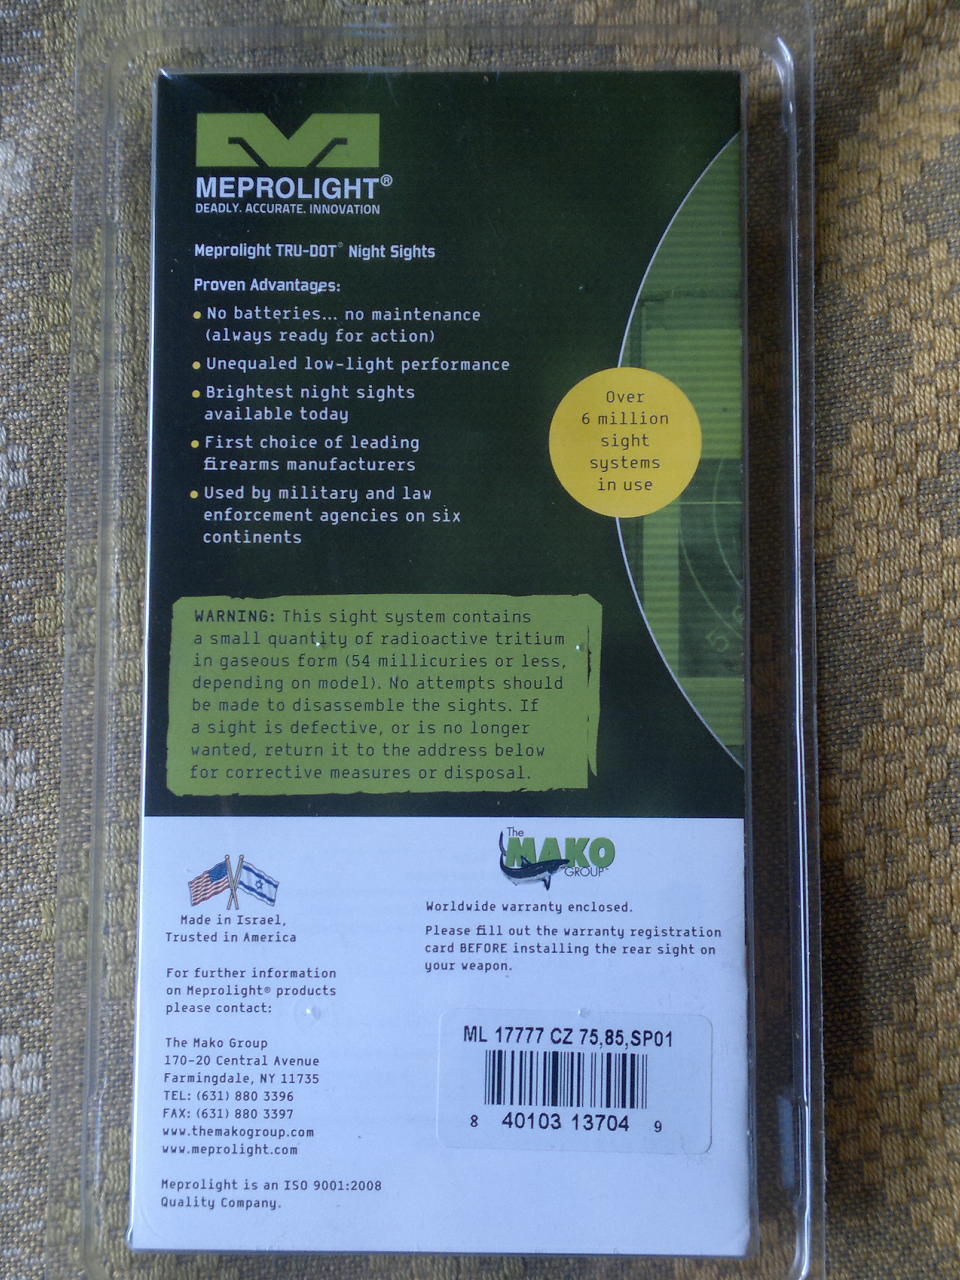 MEPROLIGHT®
DEADLY. ACCURATE. INNOVATION
Meprolight TRU-DOT® Night Sights
Proven Advantages:
• No batteries... no maintenance
(always ready for action)
• Unequaled low-light performance
• Brightest night sights
available today
• First choice of leading
firearms manufacturers
• Used by military and law
enforcement agencies on six
continents
Over
6 million
sight
systems
in use
WARNING: This sight system contains
a small quantity of radioactive tritium
in gaseous form (54 millicuries or less,
depending on model). No attempts should
be made to disassemble the sights. If
a sight is defective, or is no longer
wanted, return it to the address below
for corrective measures or disposal.
Made in Israel,
Trusted in America
For further information
on Meprolight® products
please contact:
The Mako Group
170-20 Central Avenue
Farmingdale, NY 11735
TEL: (631) 880 3396
FAX: (631) 880 3397
www.themakogroup.com
www.meprolight.com
Meprolight is an ISO 9001:2008
Quality Company.
The
MAKO
GROUP™
Worldwide warranty enclosed.
Please fill out the warranty registration
card BEFORE installing the rear sight on
your weapon.
ML 17777 CZ 75,85,SP01
8 40103 13704 9